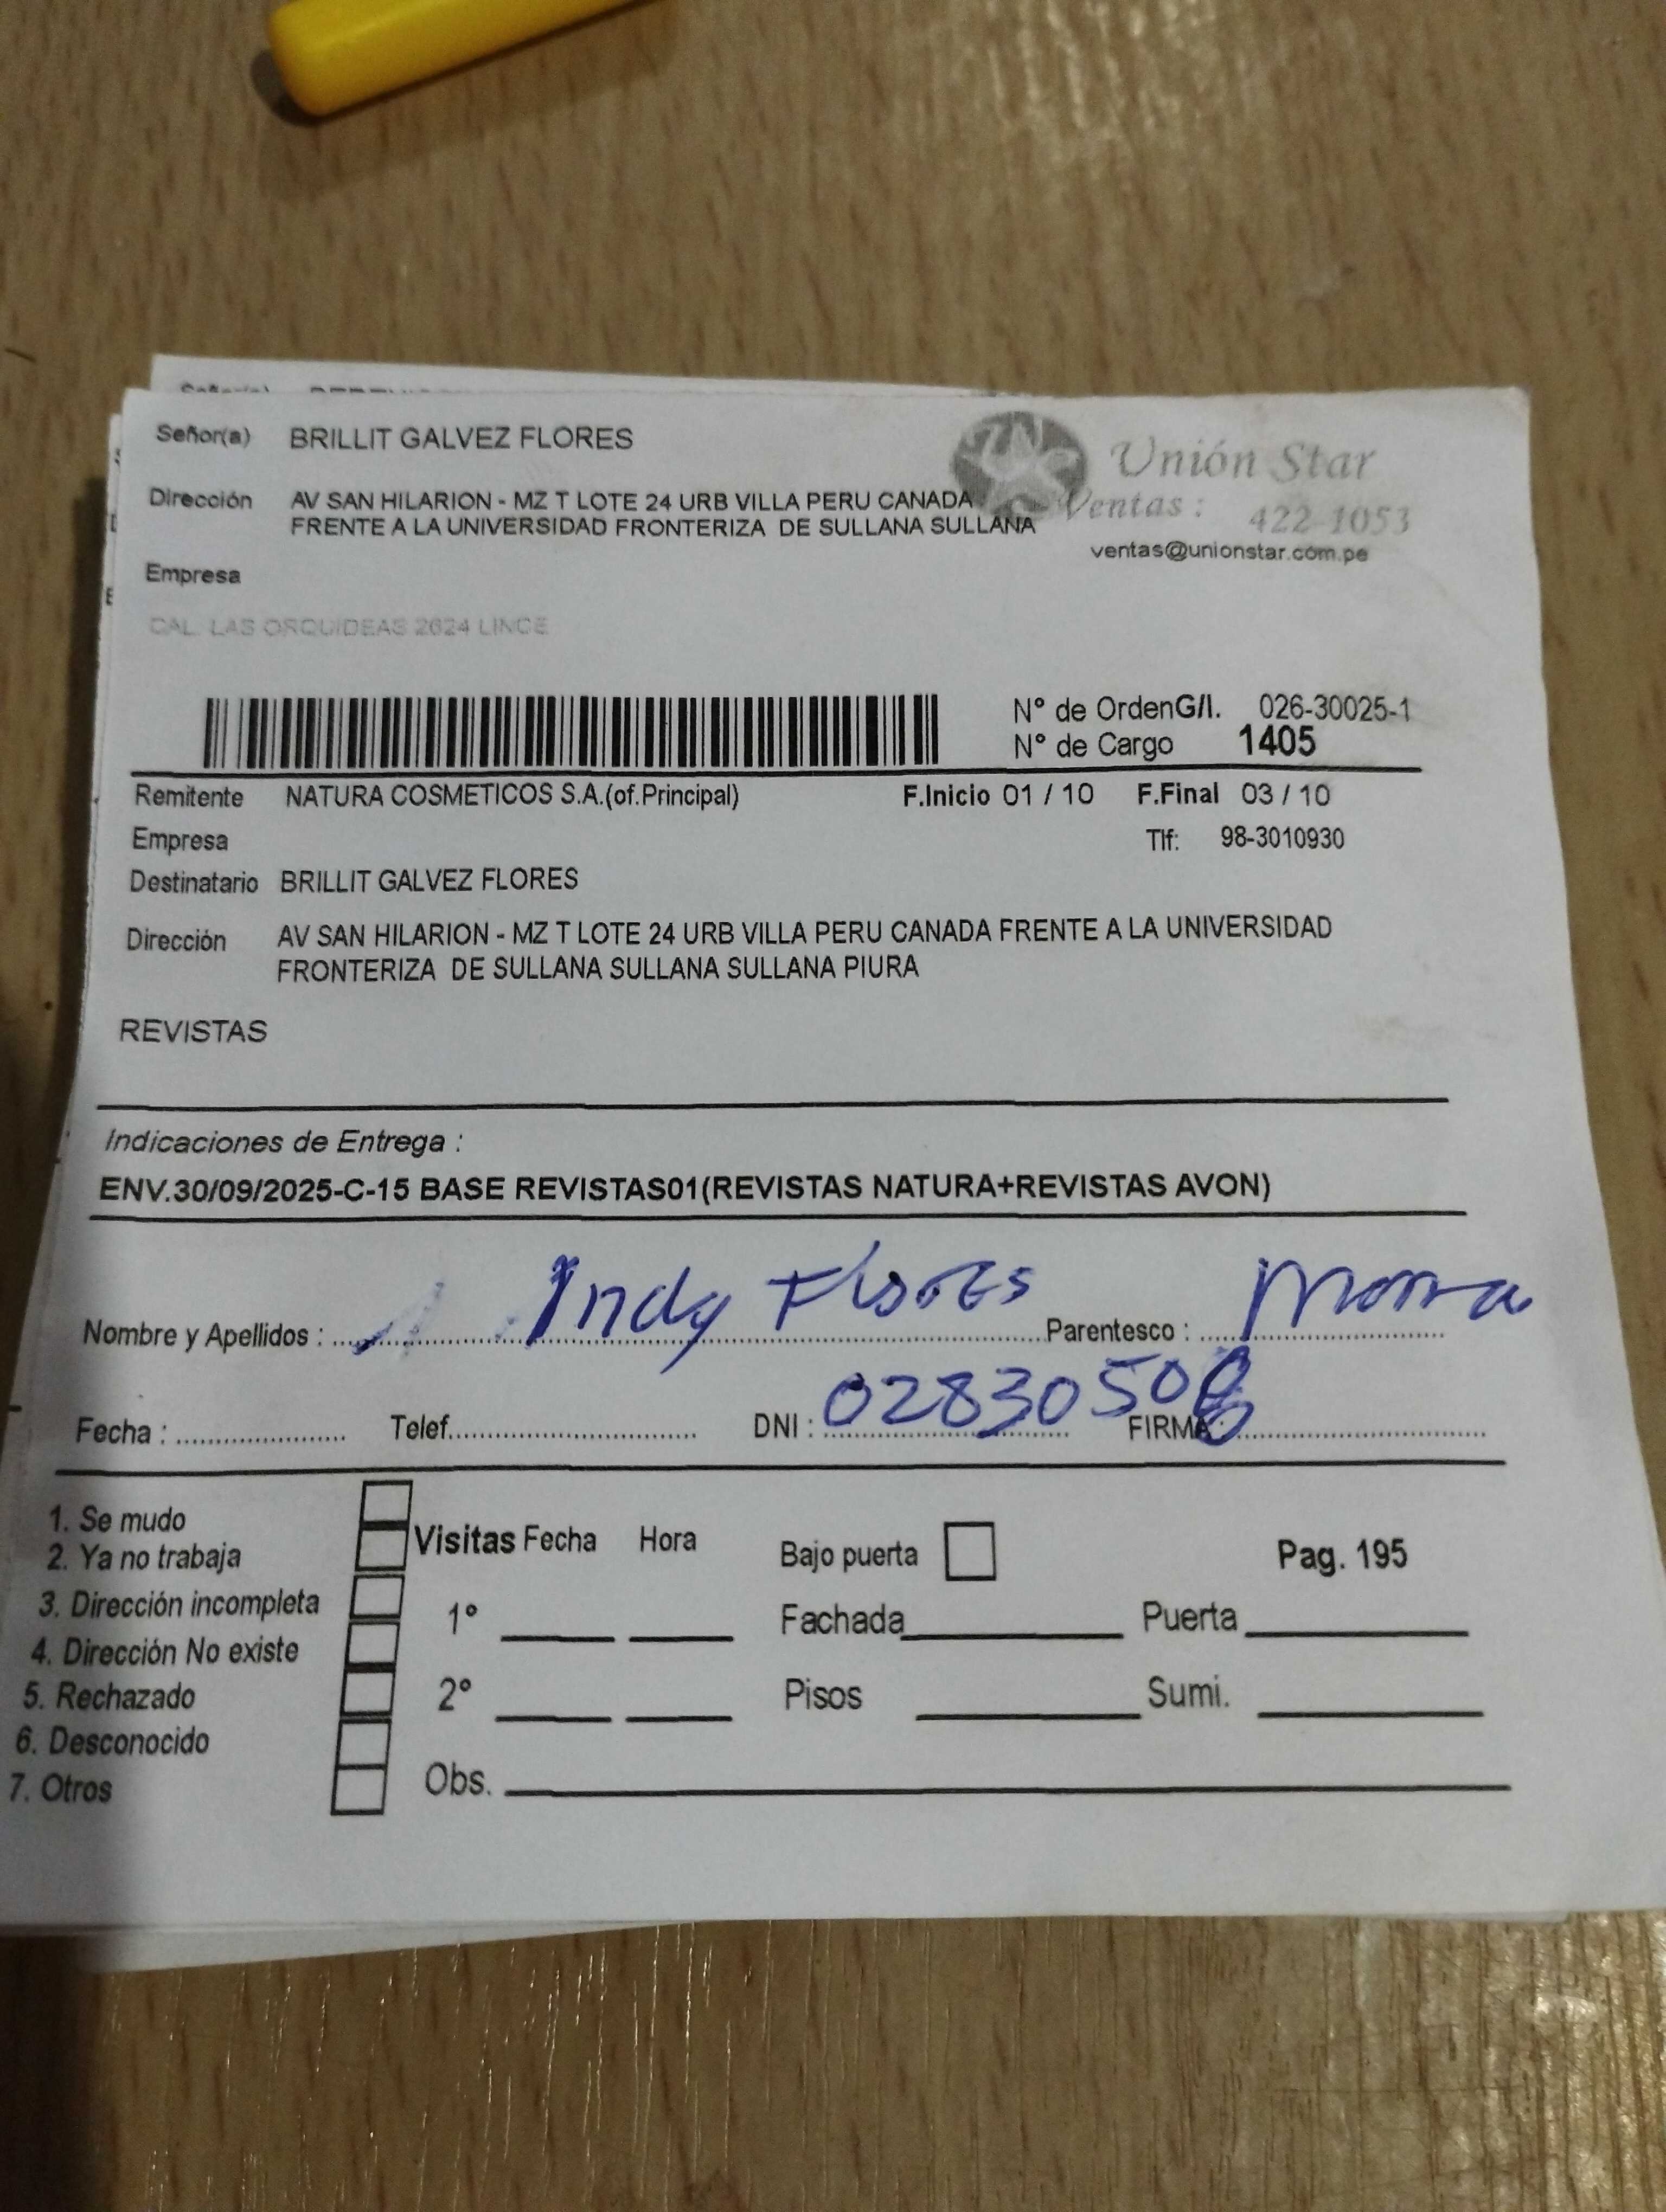 Señor(a) BRILLIT GALVEZ FLORES
Unión Star
Dirección AV SAN HILARION - MZ T LOTE 24 URB VILLA PERU CANADA
Ventas : 422-1053
FRENTE A LA UNIVERSIDAD FRONTERIZA DE SULLANA SULLANA
ventas@unionstar.com.pe
Empresa
CAL. LAS ORQUIDEAS 2624 LINCE
N° de OrdenG/I. 026-30025-1
N° de Cargo 1405
Remitente NATURA COSMETICOS S.A.(of.Principal) F.Inicio 01 / 10 F.Final 03 / 10
Empresa Tlf: 98-3010930
Destinatario BRILLIT GALVEZ FLORES
Dirección AV SAN HILARION - MZ T LOTE 24 URB VILLA PERU CANADA FRENTE A LA UNIVERSIDAD
FRONTERIZA DE SULLANA SULLANA SULLANA PIURA
REVISTAS
Indicaciones de Entrega :
ENV.30/09/2025-C-15 BASE REVISTAS01(REVISTAS NATURA+REVISTAS AVON)
Nombre y Apellidos : Indy Flores Parentesco :
Fecha : Telef. DNI : FIRMA:
1. Se mudo
2. Ya no trabaja
3. Dirección incompleta
4. Dirección No existe
5. Rechazado
6. Desconocido
7. Otros
Visitas Fecha Hora
1°
2°
Obs.
Bajo puerta Pag. 195
Fachada Puerta
Pisos Sumi.